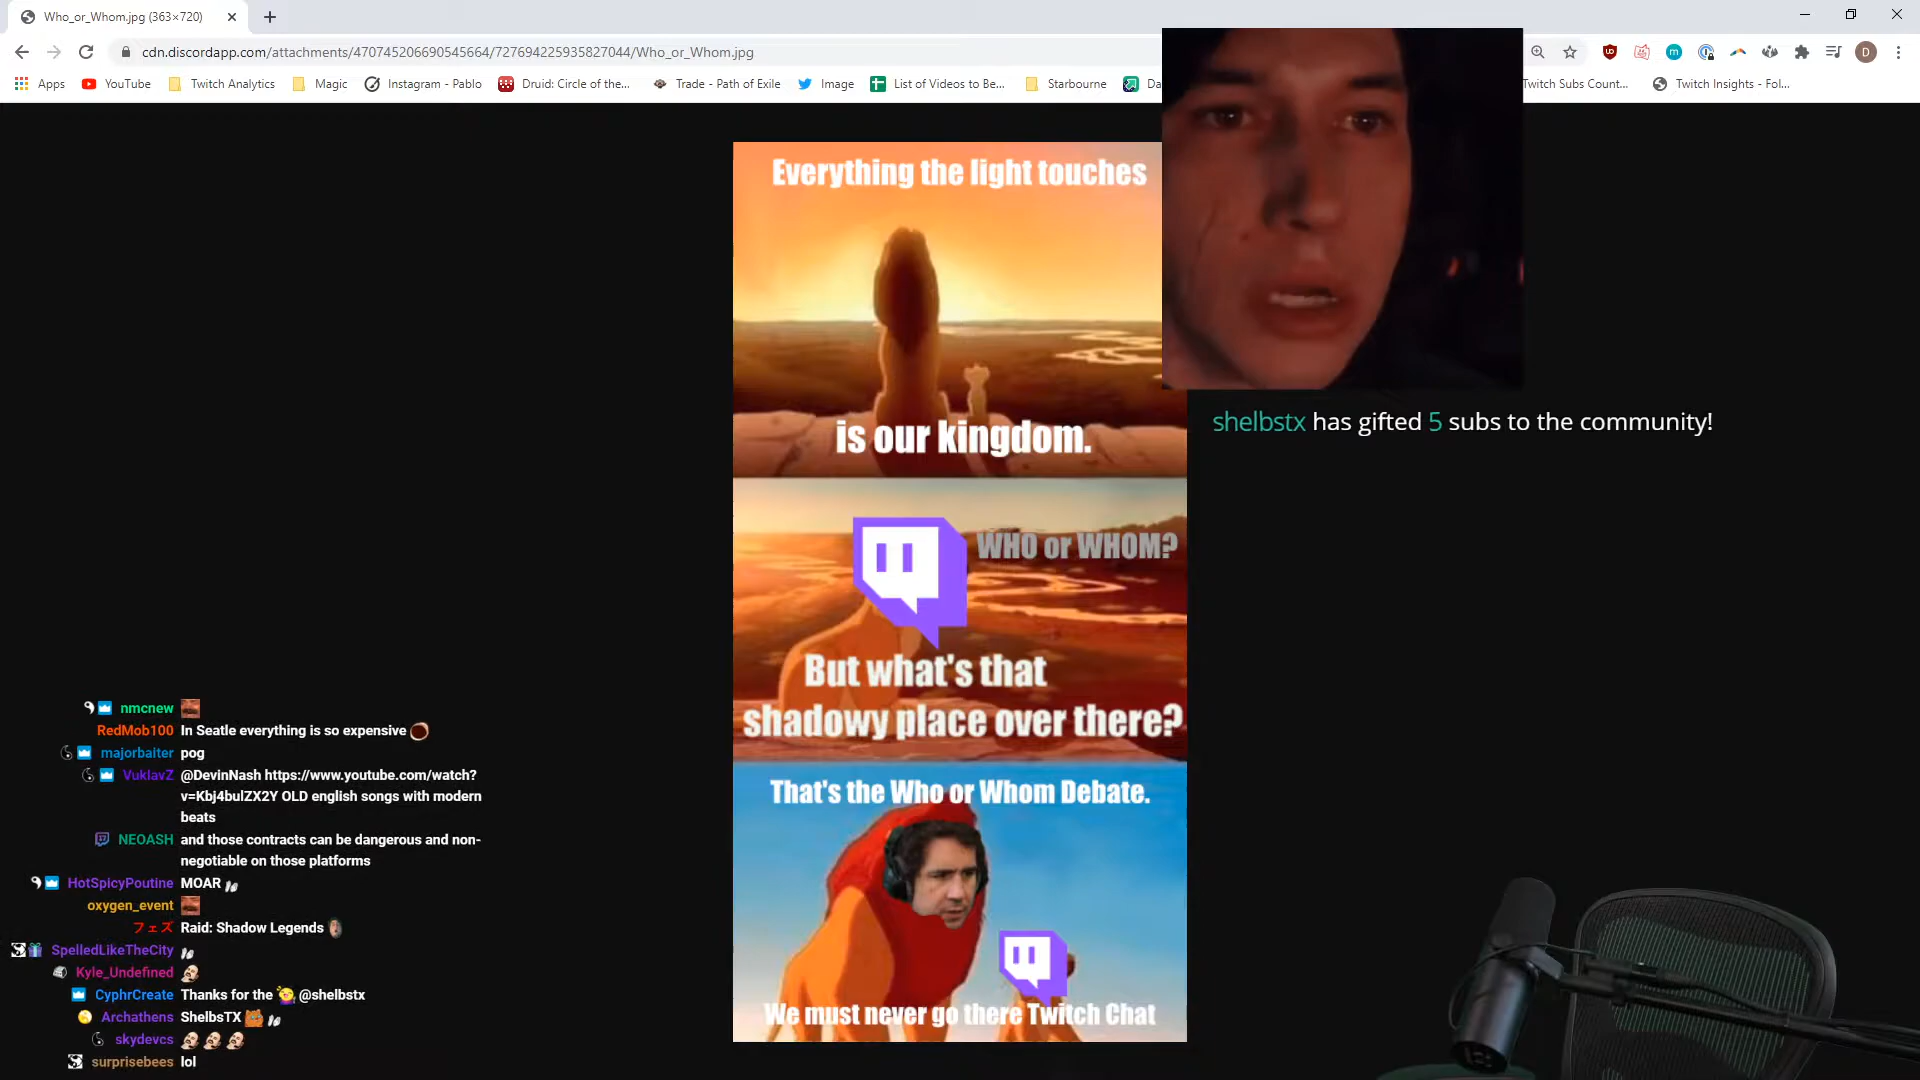 Who_or_Whom.jpg (363×720)
cdn.discordapp.com/attachments/470745206690545664/727694225935827044/Who_or_Whom.jpg
D
Apps
YouTube
Twitch Analytics
Magic
Instagram - Pablo
Druid: Circle of the...
Trade - Path of Exile
Image
List of Videos to Be...
Starbourne
Da
Twitch Subs Count...
Twitch Insights - Fol...
Everything the light touches
is our kingdom.
shelbstx has gifted 5 subs to the community!
WHO or WHOM?
But what's that
shadowy place over there?
That's the Who or Whom Debate.
We must never go there Twitch Chat
nmcnew
RedMob100 In Seatle everything is so expensive
majorbaiter pog
VuklavZ @DevinNash https://www.youtube.com/watch?
v=Kbj4bulZX2Y OLD english songs with modern
beats
NEOASH and those contracts can be dangerous and non-
negotiable on those platforms
HotSpicyPoutine MOAR
oxygen_event
フェズ Raid: Shadow Legends
SpelledLikeTheCity
Kyle_Undefined
CyphrCreate Thanks for the @shelbstx
Archathens ShelbsTX
skydevcs
surprisebees lol